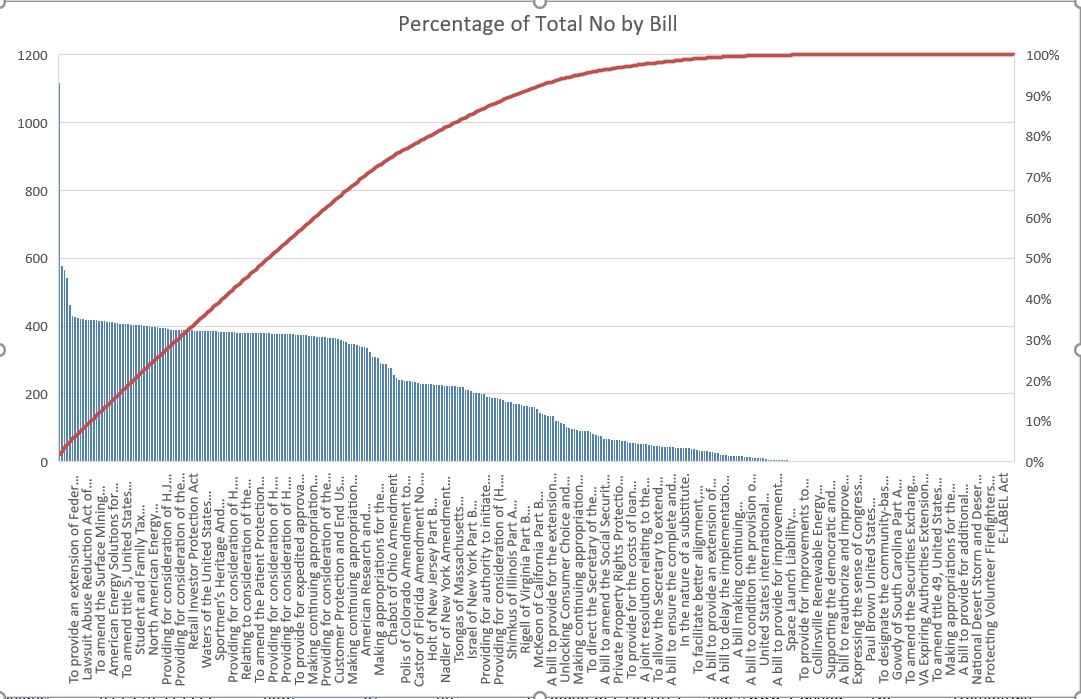 Percentage of Total No by Bill
1200
1000
800
600
400
200
0
100%
90%
80%
70%
60%
50%
40%
30%
20%
10%
0%
To provide an extension of Feder...
Lawsuit Abuse Reduction Act of...
To amend the Surface Mining...
American Energy Solutions for...
To amend title 5, United States...
Student and Family Tax...
North American Energy...
Providing for consideration of H.J...
Providing for consideration of the...
Retail Investor Protection Act
Waters of the United States...
Sportmen's Heritage And...
Providing for consideration of H....
Relating to consideration of the...
To amend the Patient Protection...
Providing for consideration of H....
Providing for consideration of H....
To provide for expedited approva...
Making continuing appropriation...
Providing for consideration of the...
Customer Protection and End Us...
Making continuing appropriation...
American Research and...
Making appropriations for the...
Chabot Ohio Amendment
Polis of Colorado Amendment to...
Castor of Florida Amendment No....
Holt of New Jersey Part B...
Nadler of New York Amendment...
Tsongas of Massachusetts...
Israel of New York Part B...
Providing for authority to initiate...
Providing for consideration of (H....
Shimkus of Illinois Part A...
Rigell of Virginia Part B...
McKeon of California Part B...
A bill to provide for the extension...
Unlocking Consumer Choice and...
Making continuing appropriation...
To direct the Secretary of the...
A bill to amend the Social Securit...
Private Property Rights Protectio...
To provide for the costs of loan...
A joint resolution relating to the...
To allow the Secretary to extend...
A bill to ensure the complete and...
In the nature of a substitute.
To facilitate better alignment,...
A bill to provide an extension of...
A bill to delay the implementatio...
A bill making continuing...
A bill to condition the provision o...
United States international...
A bill to provide for improvement...
Space Launch Liability...
To provide for improvements to...
Collinsville Renewable Energy...
Supporting the democratic and...
A bill to reauthorize and improve...
Expressing the sense of Congress...
Paul Brown United States...
To designate the community-bas...
Gowdy of South Carolina Part A...
To amend the Securities Exchang...
VA Expiring Authorities Extension...
To amend title 49, United States...
Making appropriations for the...
A bill to provide for additional...
National Desert Storm and Deser...
Protecting Volunteer Firefighters...
E-LABEL Act